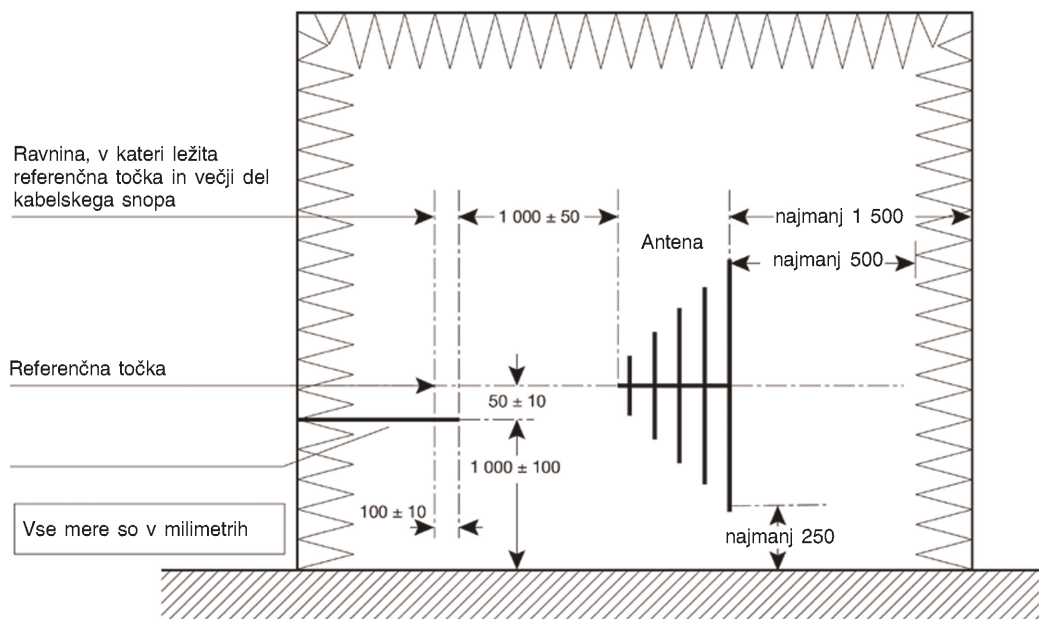 Ravnina, v kateri ležita
referenčna točka in večji del
kabelskega snopa
1 000 ± 50
najmanj 1 500
Antena
najmanj 500
Referenčna točka
50 ± 10
1 000 ± 100
100 ± 10
Vse mere so v milimetrih
najmanj 250